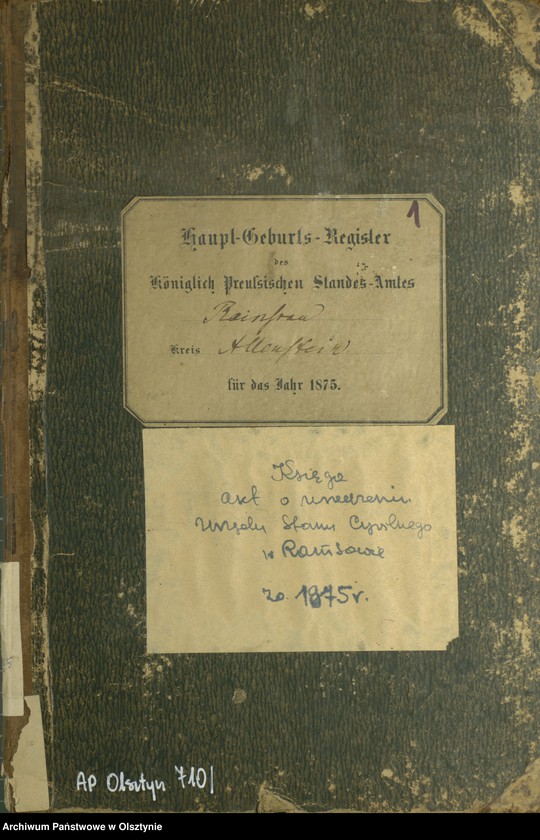 1
Haupt-Geburts-Register
des
Königlich Preussischen Standes-Amtes
Kreis Allenstein
für das Jahr 1875.
Księga
akt o urodzeniu
Urzędu Stanu Cywilnego
w Ramsowie
za 1875 r.
AP Olsztyn 710/
Archiwum Państwowe w Olsztynie